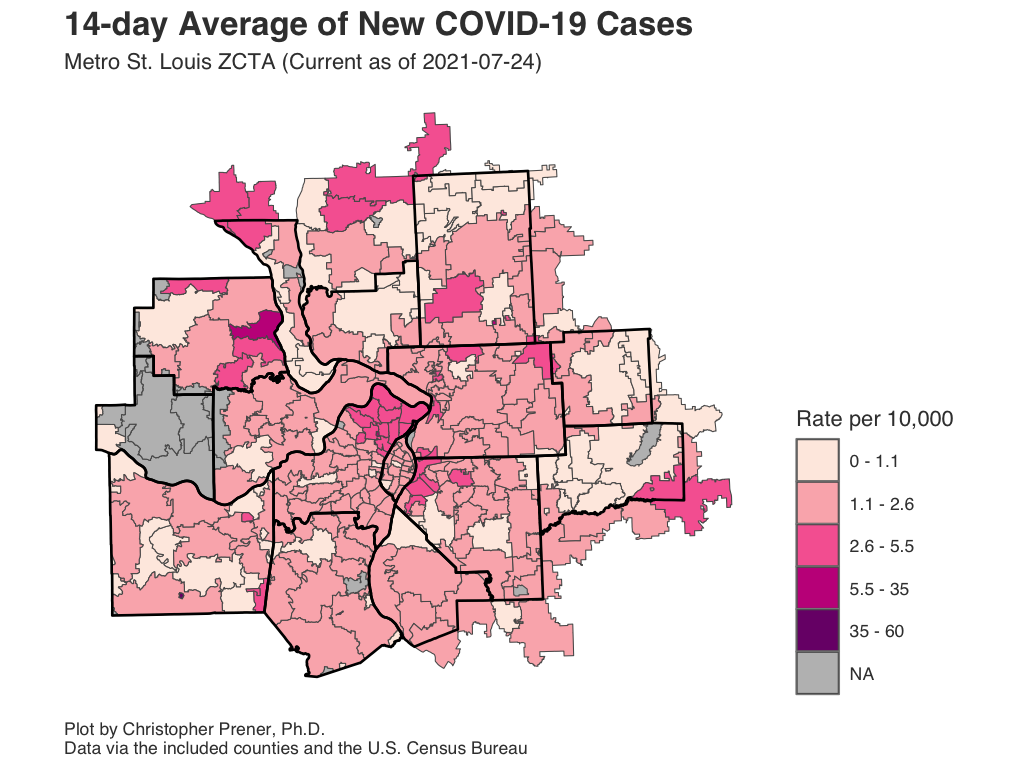 14-day Average of New COVID-19 Cases
Metro St. Louis ZCTA (Current as of 2021-07-24)
Rate per 10,000
0 - 1.1
1.1 - 2.6
2.6 - 5.5
5.5 - 35
35 - 60
NA
Plot by Christopher Prener, Ph.D.
Data via the included counties and the U.S. Census Bureau